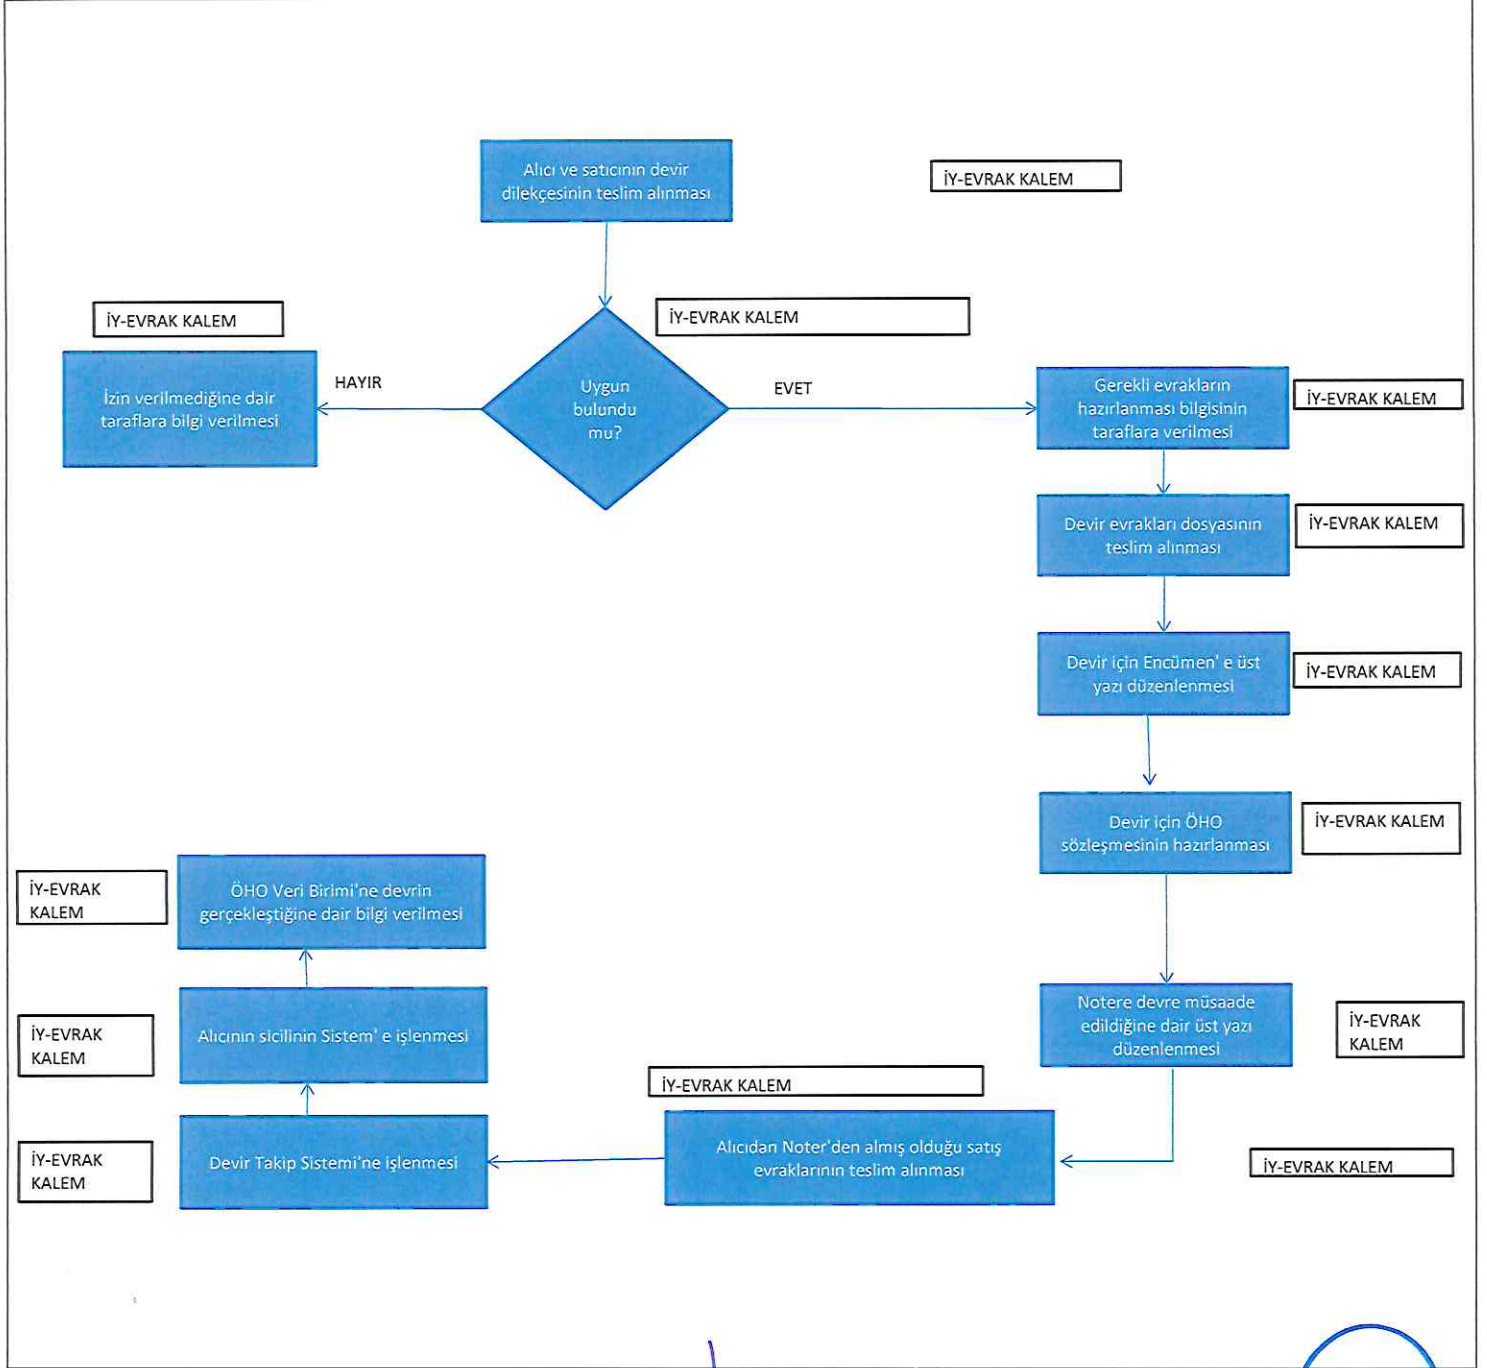 Alıcı ve satıcının devir
dilekçesinin teslim alınması
İY-EVRAK KALEM
İY-EVRAK KALEM
İY-EVRAK KALEM
Uygun
bulundu
mu?
HAYIR
İzin verilmediğine dair
taraflara bilgi verilmesi
EVET
Gerekli evrakların
hazırlanması bilgisinin
taraflara verilmesi
İY-EVRAK KALEM
Devir evrakları dosyasının
teslim alınması
İY-EVRAK KALEM
Devir için Encümen' e üst
yazı düzenlenmesi
İY-EVRAK KALEM
Devir için ÖHO
sözleşmesinin hazırlanması
İY-EVRAK KALEM
Notere devre müsaade
edildiğine dair üst yazı
düzenlenmesi
İY-EVRAK
KALEM
İY-EVRAK KALEM
Alıcıdan Noter'den almış olduğu satış
evraklarının teslim alınması
İY-EVRAK KALEM
Devir Takip Sistemi'ne işlenmesi
İY-EVRAK
KALEM
Alıcının sicilinin Sistem' e işlenmesi
İY-EVRAK
KALEM
ÖHO Veri Birimi'ne devrin
gerçekleştiğine dair bilgi verilmesi
İY-EVRAK
KALEM